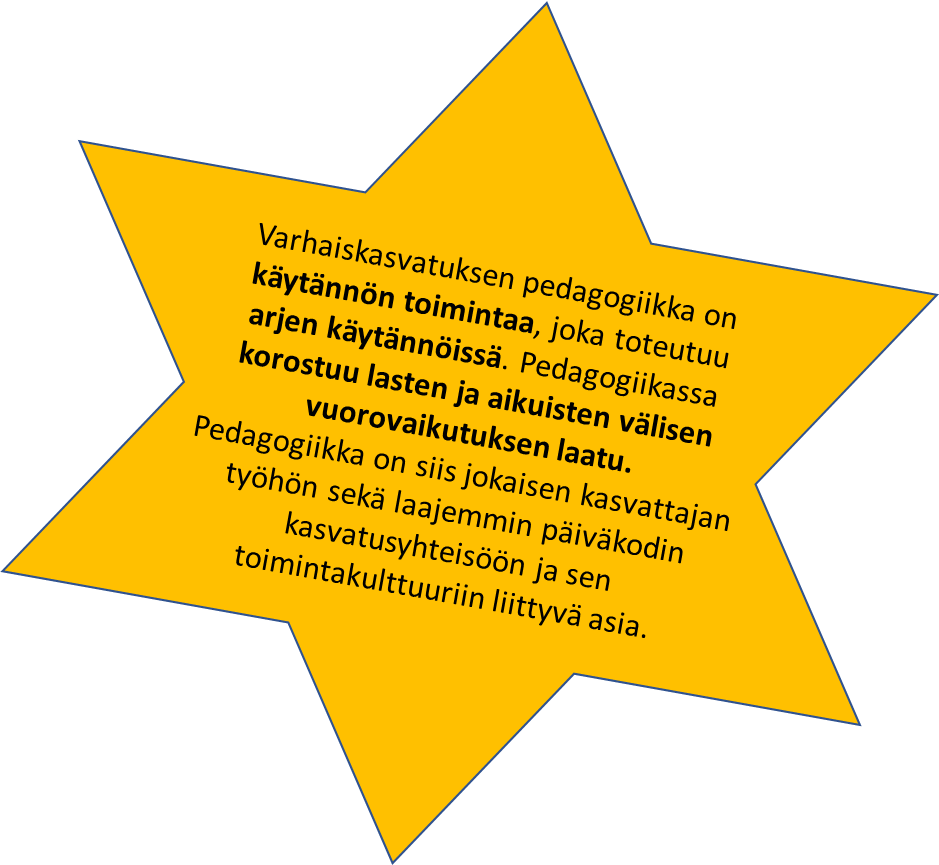 Varhaiskasvatuksen pedagogiikka on
käytännön toimintaa, joka toteutuu
arjen käytännöissä. Pedagogiikassa
korostuu lasten ja aikuisten välisen
vuorovaikutuksen laatu.
Pedagogiikka on siis jokaisen kasvattajan
työhön sekä laajemmin päiväkodin
kasvatusyhteisöön ja sen
toimintakulttuuriin liittyvä asia.